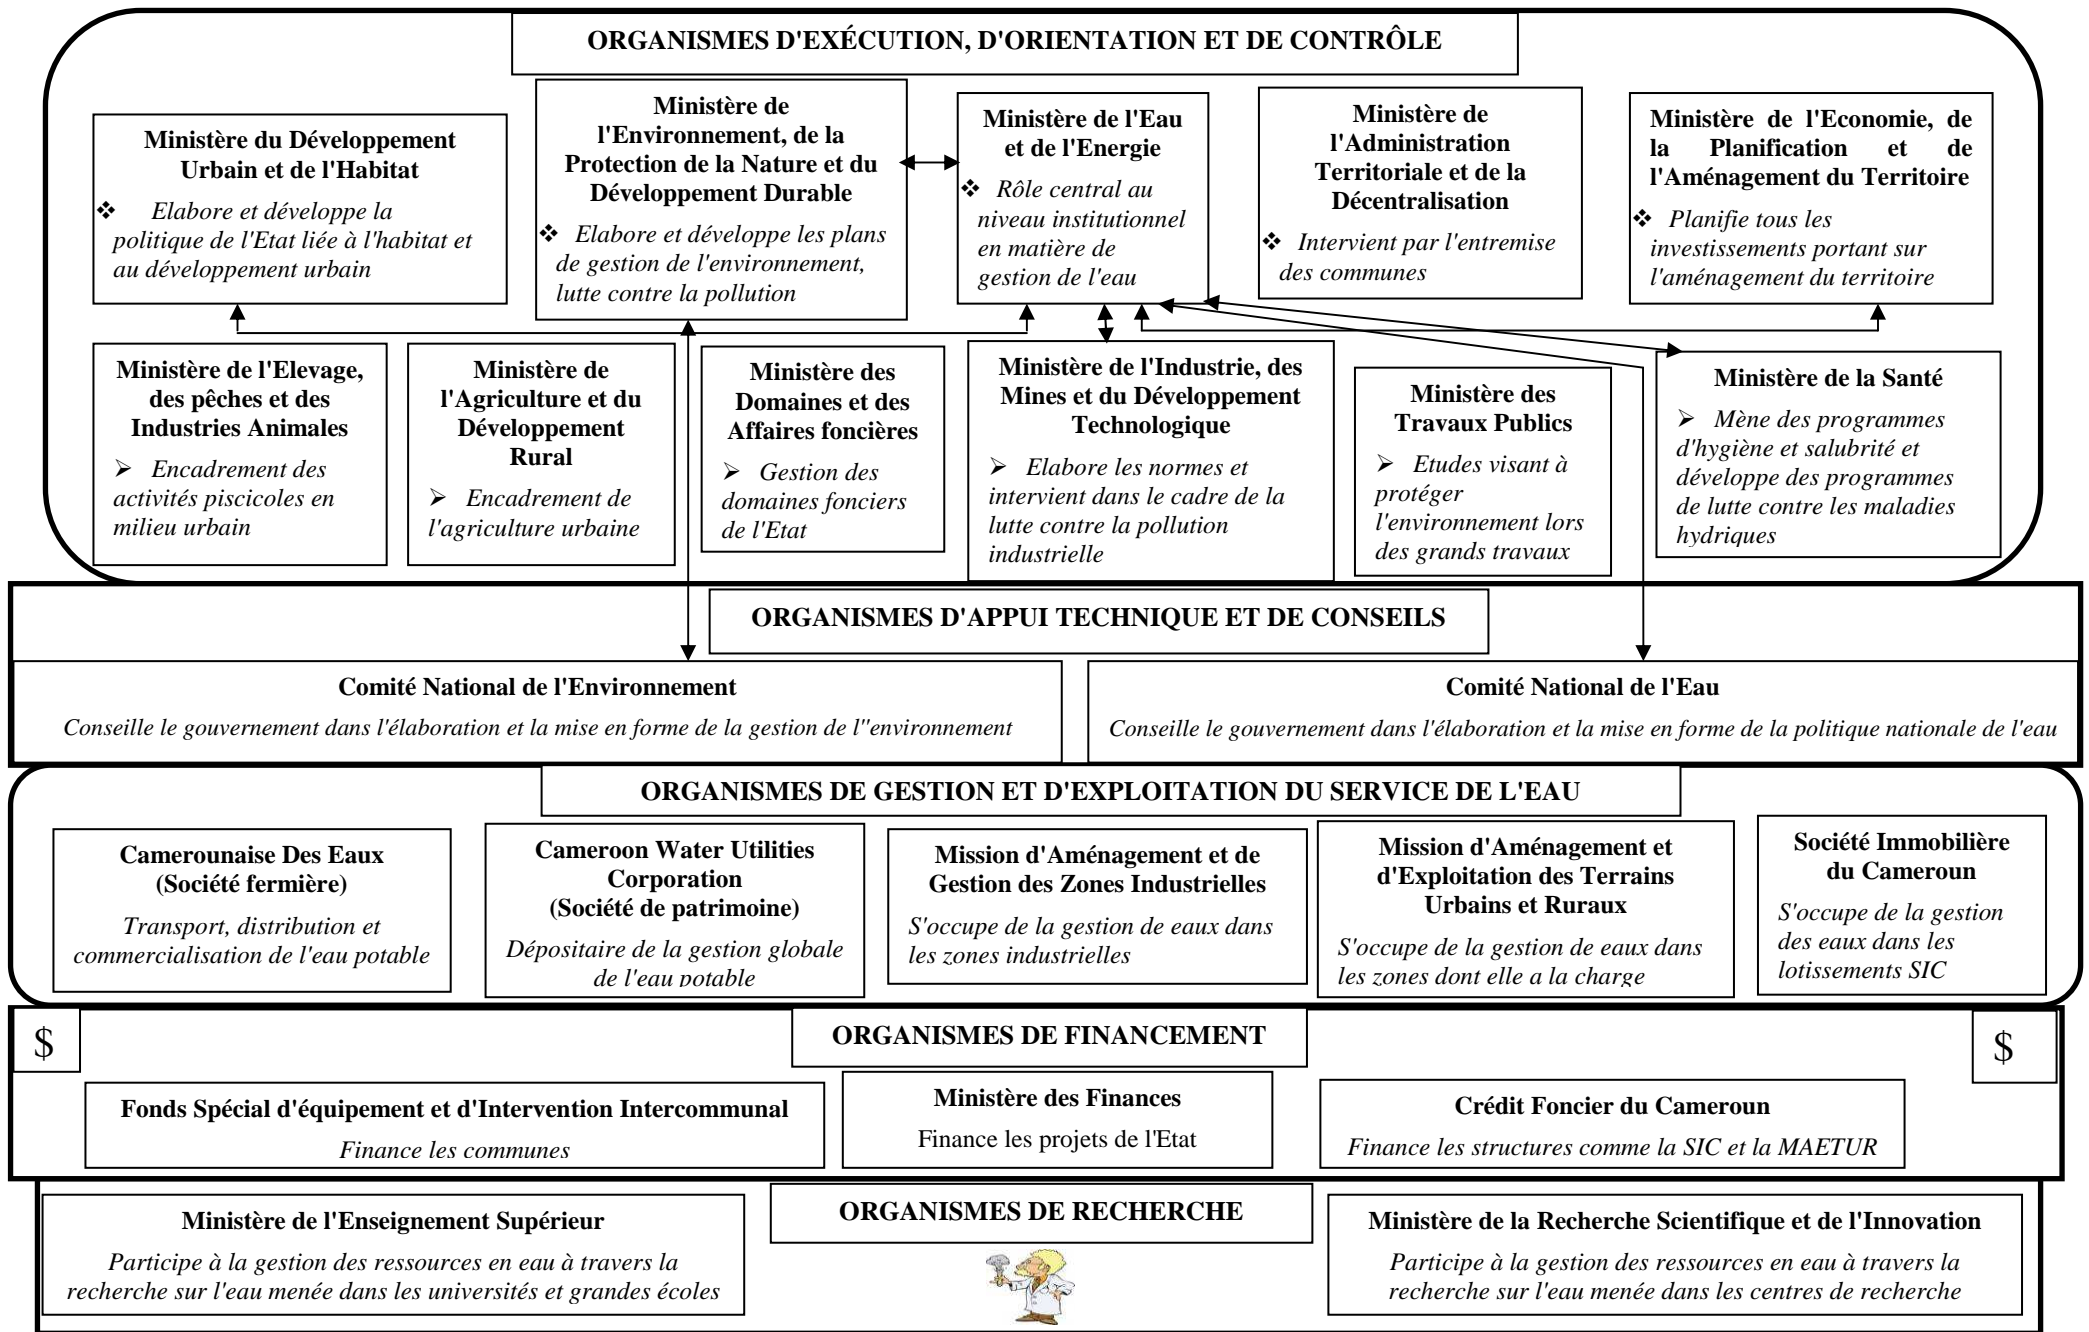 ORGANISMES D'EXÉCUTION, D'ORIENTATION ET DE CONTRÔLE
Ministère du Développement
Urbain et de l'Habitat
❖ Elabore et développe la
politique de l'Etat liée à l'habitat et
au développement urbain
Ministère de
l'Environnement, de la
Protection de la Nature et du
Développement Durable
❖ Elabore et développe les plans
de gestion de l'environnement,
lutte contre la pollution
Ministère de l'Eau
et de l'Energie
❖ Rôle central au
niveau institutionnel
en matière de
gestion de l'eau
Ministère de
l'Administration
Territoriale et de la
Décentralisation
❖ Intervient par l'entremise
des communes
Ministère de l'Economie, de
la Planification et de
l'Aménagement du Territoire
❖ Planifie tous les
investissements portant sur
l'aménagement du territoire
Ministère de l'Elevage,
des pêches et des
Industries Animales
➢ Encadrement des
activités piscicoles en
milieu urbain
Ministère de
l'Agriculture et du
Développement
Rural
➢ Encadrement de
l'agriculture urbaine
Ministère des
Domaines et des
Affaires foncières
➢ Gestion des
domaines fonciers
de l'Etat
Ministère de l'Industrie, des
Mines et du Développement
Technologique
➢ Elabore les normes et
intervient dans le cadre de la
lutte contre la pollution
industrielle
Ministère des
Travaux Publics
➢ Etudes visant à
protéger
l'environnement lors
des grands travaux
Ministère de la Santé
➢ Mène des programmes
d'hygiène et salubrité et
développe des programmes
de lutte contre les maladies
hydriques
ORGANISMES D'APPUI TECHNIQUE ET DE CONSEILS
Comité National de l'Environnement
Conseille le gouvernement dans l'élaboration et la mise en forme de la gestion de l''environnement
Comité National de l'Eau
Conseille le gouvernement dans l'élaboration et la mise en forme de la politique nationale de l'eau
ORGANISMES DE GESTION ET D'EXPLOITATION DU SERVICE DE L'EAU
Camerounaise Des Eaux
(Société fermière)
Transport, distribution et
commercialisation de l'eau potable
Cameroon Water Utilities
Corporation
(Société de patrimoine)
Dépositaire de la gestion globale
de l'eau potable
Mission d'Aménagement et de
Gestion des Zones Industrielles
S'occupe de la gestion de eaux dans
les zones industrielles
Mission d'Aménagement et
d'Exploitation des Terrains
Urbains et Ruraux
S'occupe de la gestion de eaux dans
les zones dont elle a la charge
Société Immobilière
du Cameroun
S'occupe de la gestion
des eaux dans les
lotissements SIC
$
ORGANISMES DE FINANCEMENT
$
Fonds Spécial d'équipement et d'Intervention Intercommunal
Finance les communes
Ministère des Finances
Finance les projets de l'Etat
Crédit Foncier du Cameroun
Finance les structures comme la SIC et la MAETUR
ORGANISMES DE RECHERCHE
Ministère de l'Enseignement Supérieur
Participe à la gestion des ressources en eau à travers la
recherche sur l'eau menée dans les universités et grandes écoles
Ministère de la Recherche Scientifique et de l'Innovation
Participe à la gestion des ressources en eau à travers la
recherche sur l'eau menée dans les centres de recherche